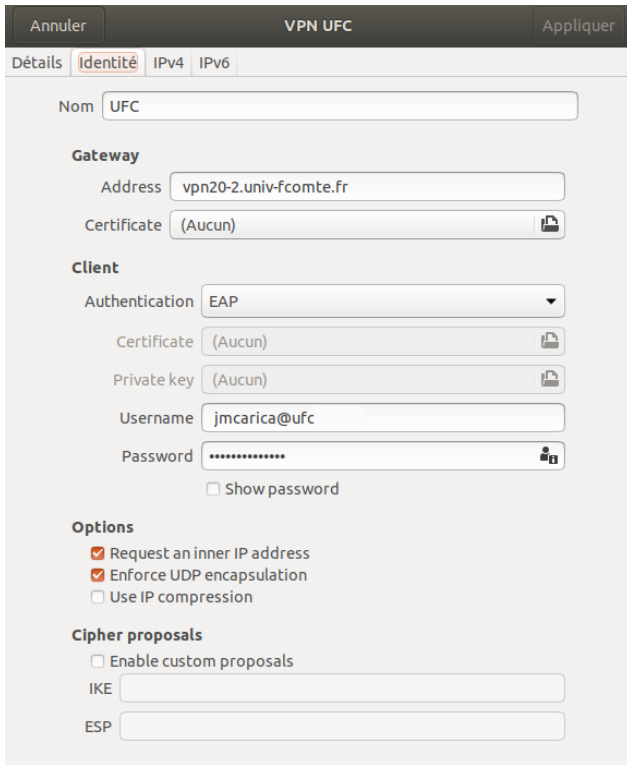 Annuler VPN UFC Appliquer
Détails Identité IPv4 IPv6
Nom UFC
Gateway
Address vpn20-2.univ-fcomte.fr
Certificate (Aucun)
Client
Authentication EAP
Certificate (Aucun)
Private key (Aucun)
Username jmcarica@ufc
Password ••••••••••••••
Show password
Options
Request an inner IP address
Enforce UDP encapsulation
Use IP compression
Cipher proposals
Enable custom proposals
IKE
ESP